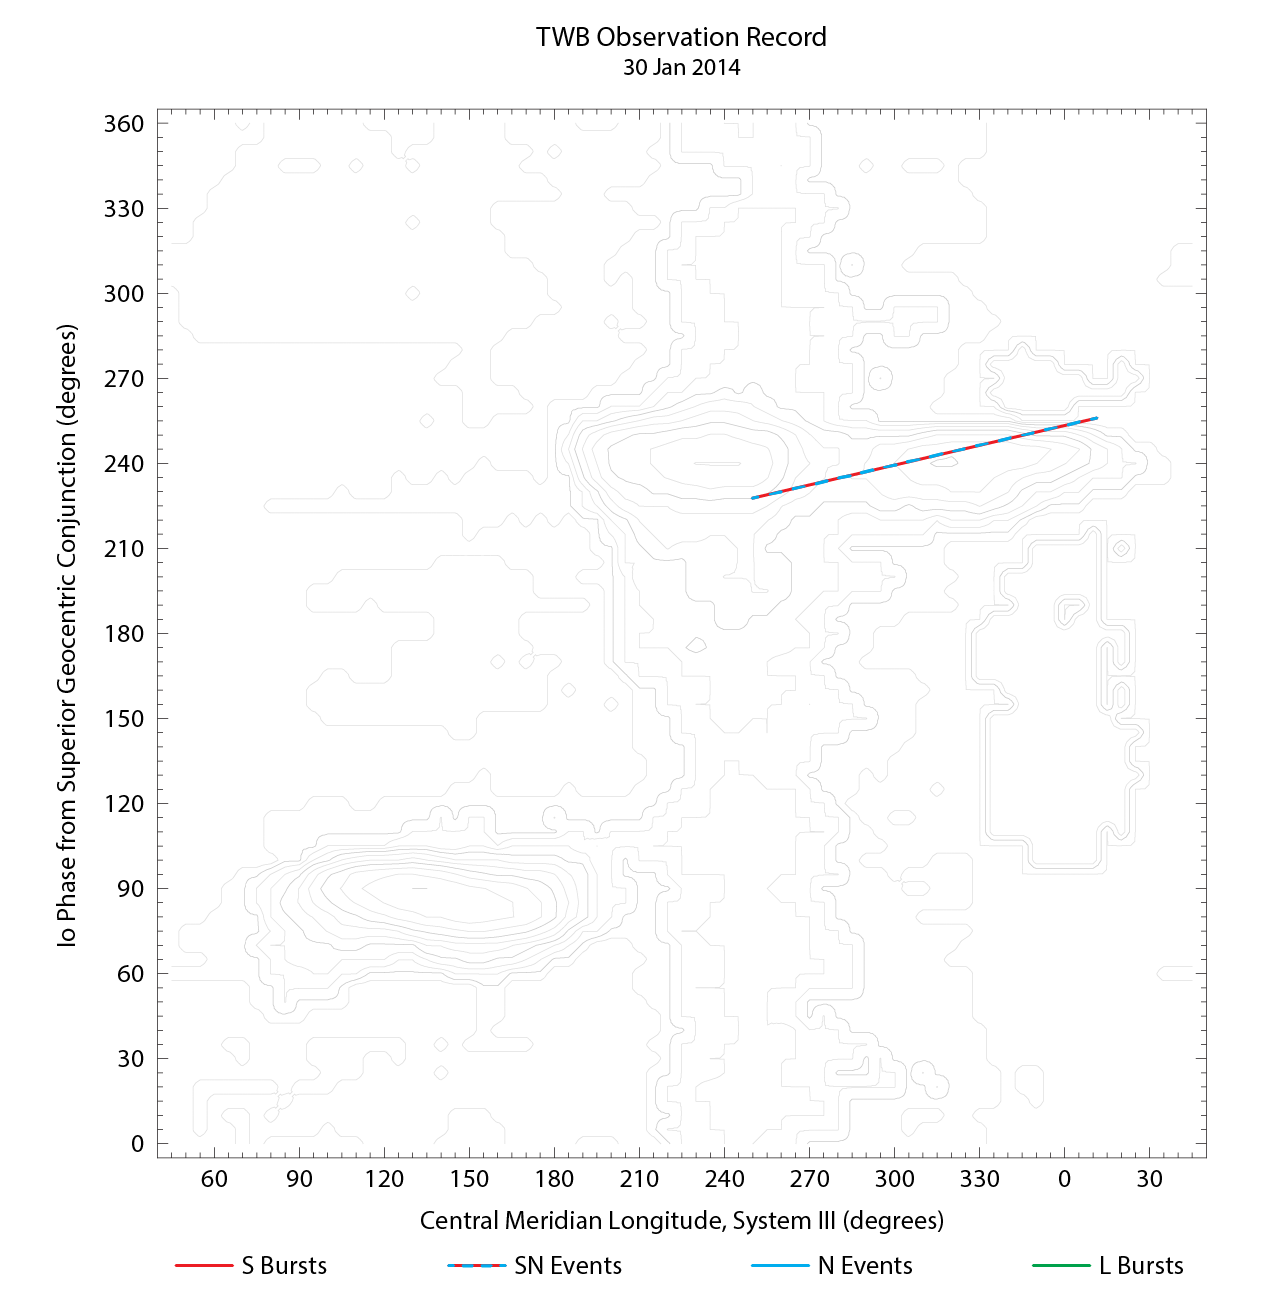 TWB Observation Record
30 Jan 2014
360
330
300
270
240
210
180
150
120
90
60
30
0
Io Phase from Superior Geocentric Conjunction (degrees)
60 90 120 150 180 210 240 270 300 330 0 30
Central Meridian Longitude, System III (degrees)
S Bursts SN Events N Events L Bursts